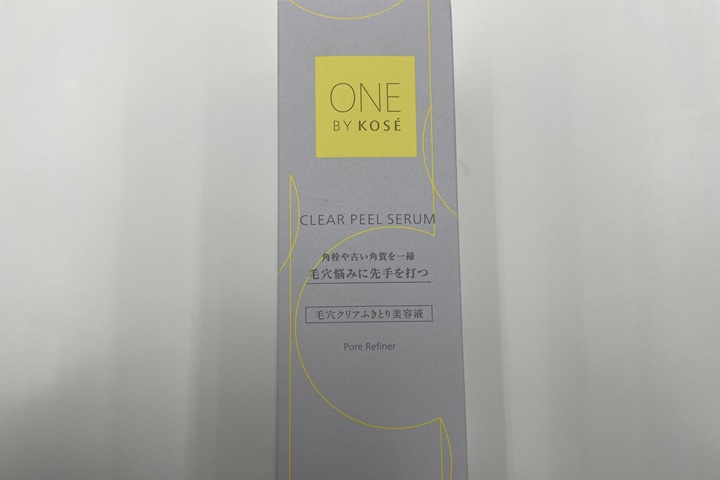 ONE
BY KOSÉ
CLEAR PEEL SERUM
角栓や古い角質を一掃
毛穴悩みに先手を打つ
毛穴クリアふきとり美容液
Pore Refiner